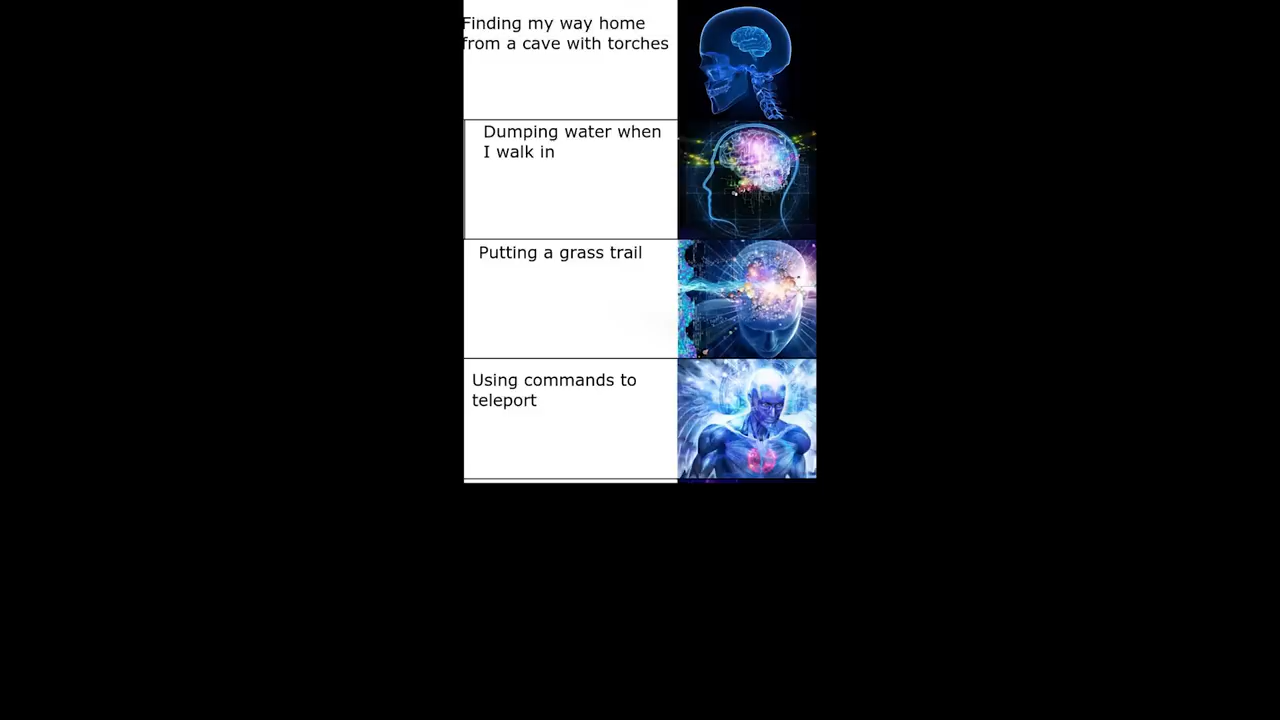 Finding my way home
from a cave with torches
Dumping water when
I walk in
Putting a grass trail
Using commands to
teleport